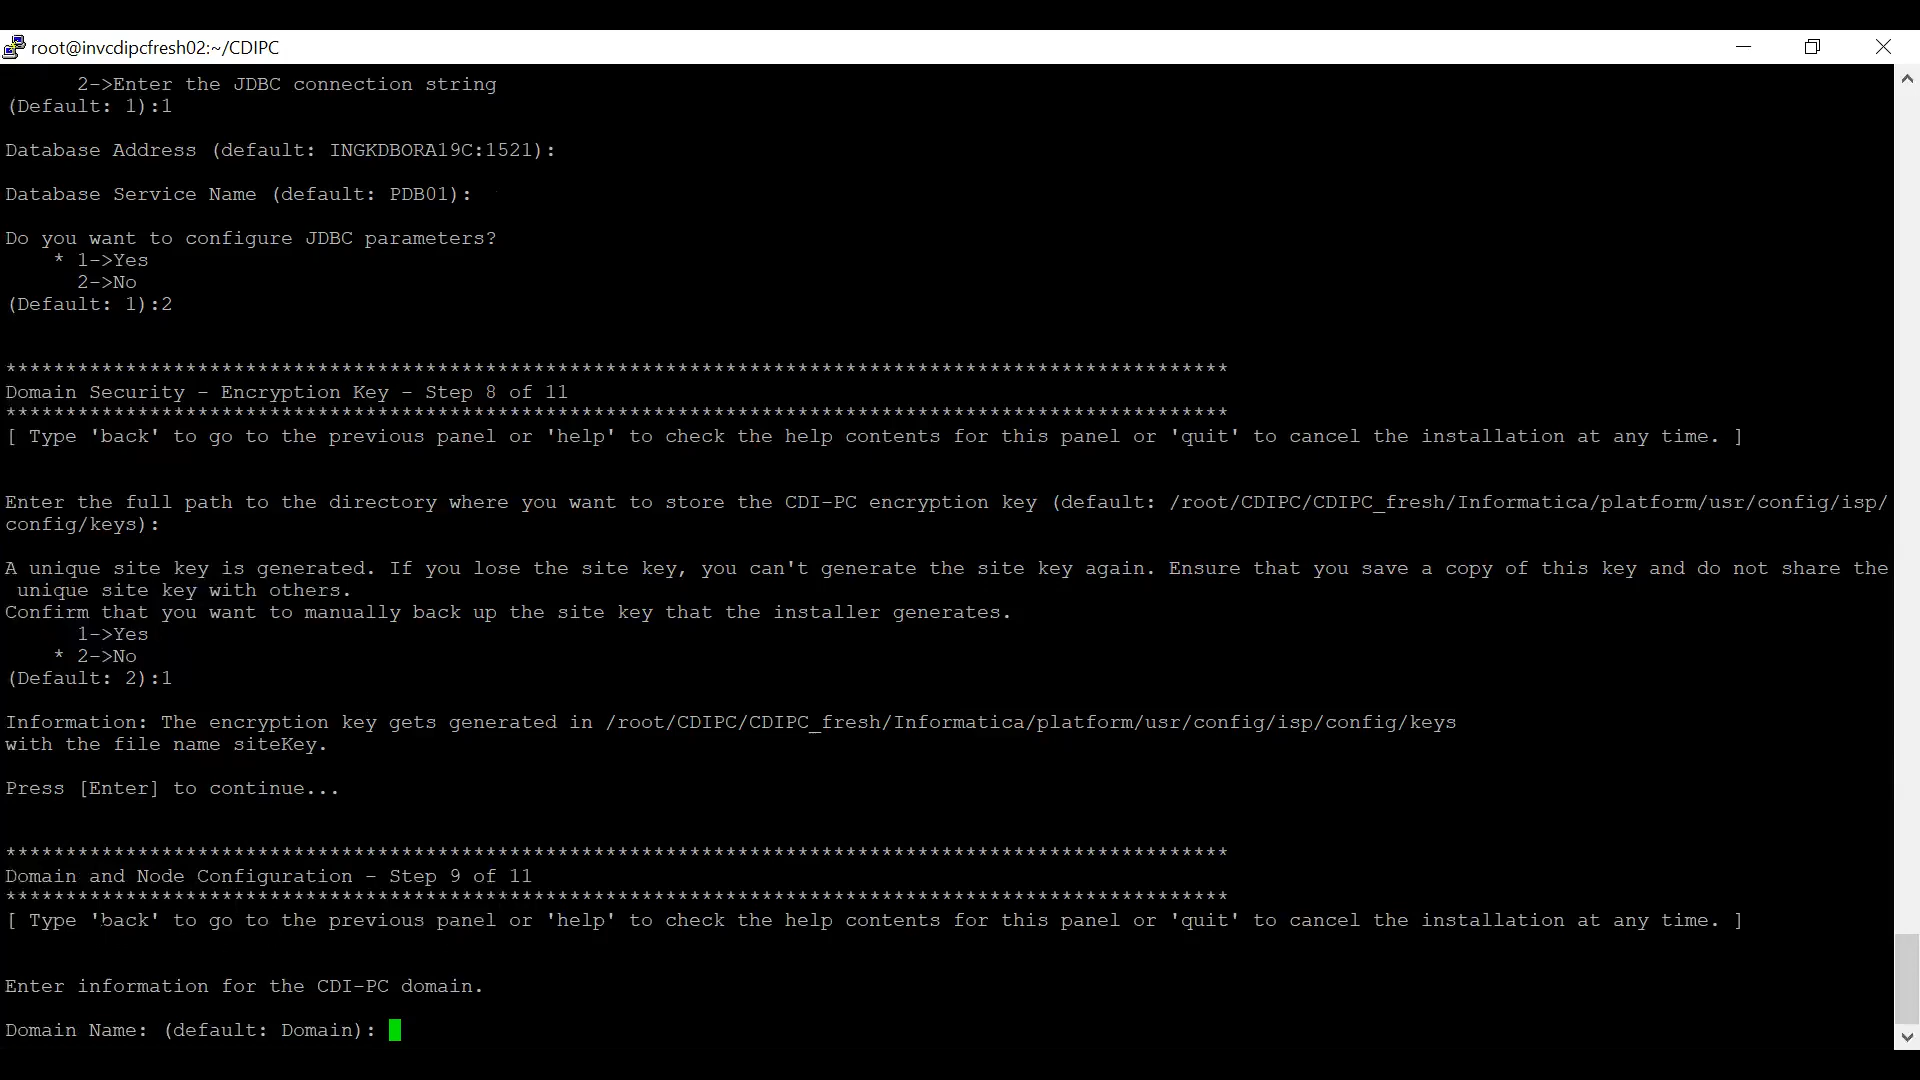 root@invcdipcfresh02:~/CDIPC
2->Enter the JDBC connection string
(Default: 1):1
Database Address (default: INGKDBORA19C:1521):
Database Service Name (default: PDB01):
Do you want to configure JDBC parameters?
* 1->Yes
2->No
(Default: 1):2
******************************************************************************************************
Domain Security - Encryption Key - Step 8 of 11
******************************************************************************************************
[ Type 'back' to go to the previous panel or 'help' to check the help contents for this panel or 'quit' to cancel the installation at any time. ]
Enter the full path to the directory where you want to store the CDI-PC encryption key (default: /root/CDIPC/CDIPC_fresh/Informatica/platform/usr/config/isp/
config/keys):
A unique site key is generated. If you lose the site key, you can't generate the site key again. Ensure that you save a copy of this key and do not share the
unique site key with others.
Confirm that you want to manually back up the site key that the installer generates.
1->Yes
* 2->No
(Default: 2):1
Information: The encryption key gets generated in /root/CDIPC/CDIPC_fresh/Informatica/platform/usr/config/isp/config/keys
with the file name siteKey.
Press [Enter] to continue...
******************************************************************************************************
Domain and Node Configuration - Step 9 of 11
******************************************************************************************************
[ Type 'back' to go to the previous panel or 'help' to check the help contents for this panel or 'quit' to cancel the installation at any time. ]
Enter information for the CDI-PC domain.
Domain Name: (default: Domain):